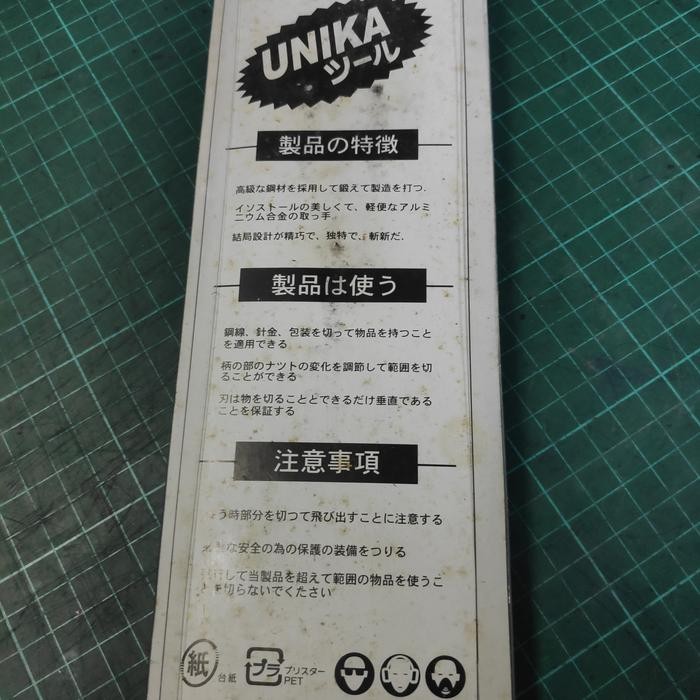 UNIKA
ツール
製品の特徴
高級な鋼材を採用して鍛えて製造を打つ.
イソストールの美しくて、軽便なアルミ
ニウム合金の取っ手.
結局設計が精巧で、独特で、斬新だ.
製品は使う
鋼線、針金、包装を切って物品を持つこと
を適用できる
柄の部のナツトの変化を調節して範囲を切
ることができる
刃は物を切ることとできるだけ垂直である
ことを保証する
注意事項
う時部分を切つて飛び出すことに注意する
な安全の為の保護の装備をつりる
行して当製品を超えて範囲の物品を使うこ
切らないでください
紙
台紙
プラ
ブリスター
PET